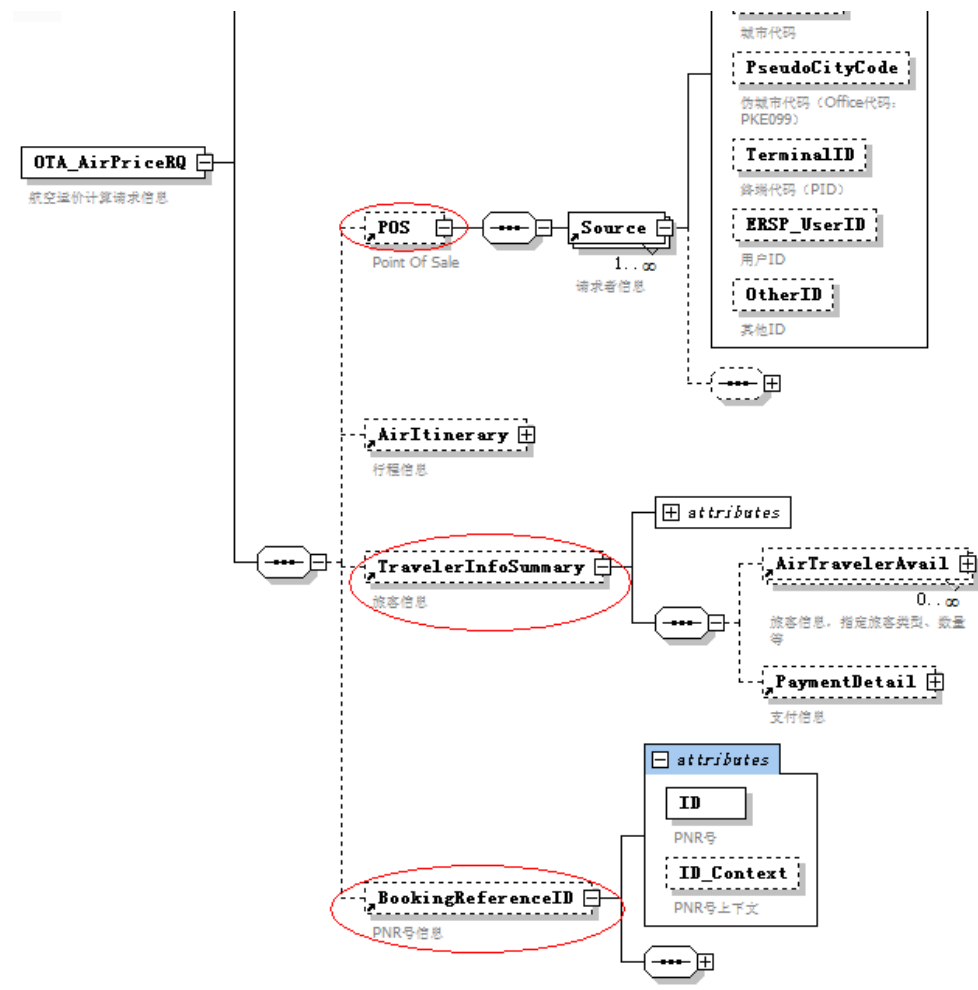 城市代码
PseudoCityCode
伪城市代码（Office代码：
PKE099）
TerminalID
终端代码（PID）
ERSP_UserID
用户ID
OtherID
其他ID
OTA_AirPriceRQ
航空运价计算请求信息
POS
Point Of Sale
Source
1..∞
请求者信息
AirItinerary
行程信息
attributes
TravelerInfoSummary
旅客信息
AirTravelerAvail
0..∞
旅客信息，指定旅客类型、数量
等
PaymentDetail
支付信息
attributes
ID
PNR号
ID_Context
PNR号上下文
BookingReferenceID
PNR号信息